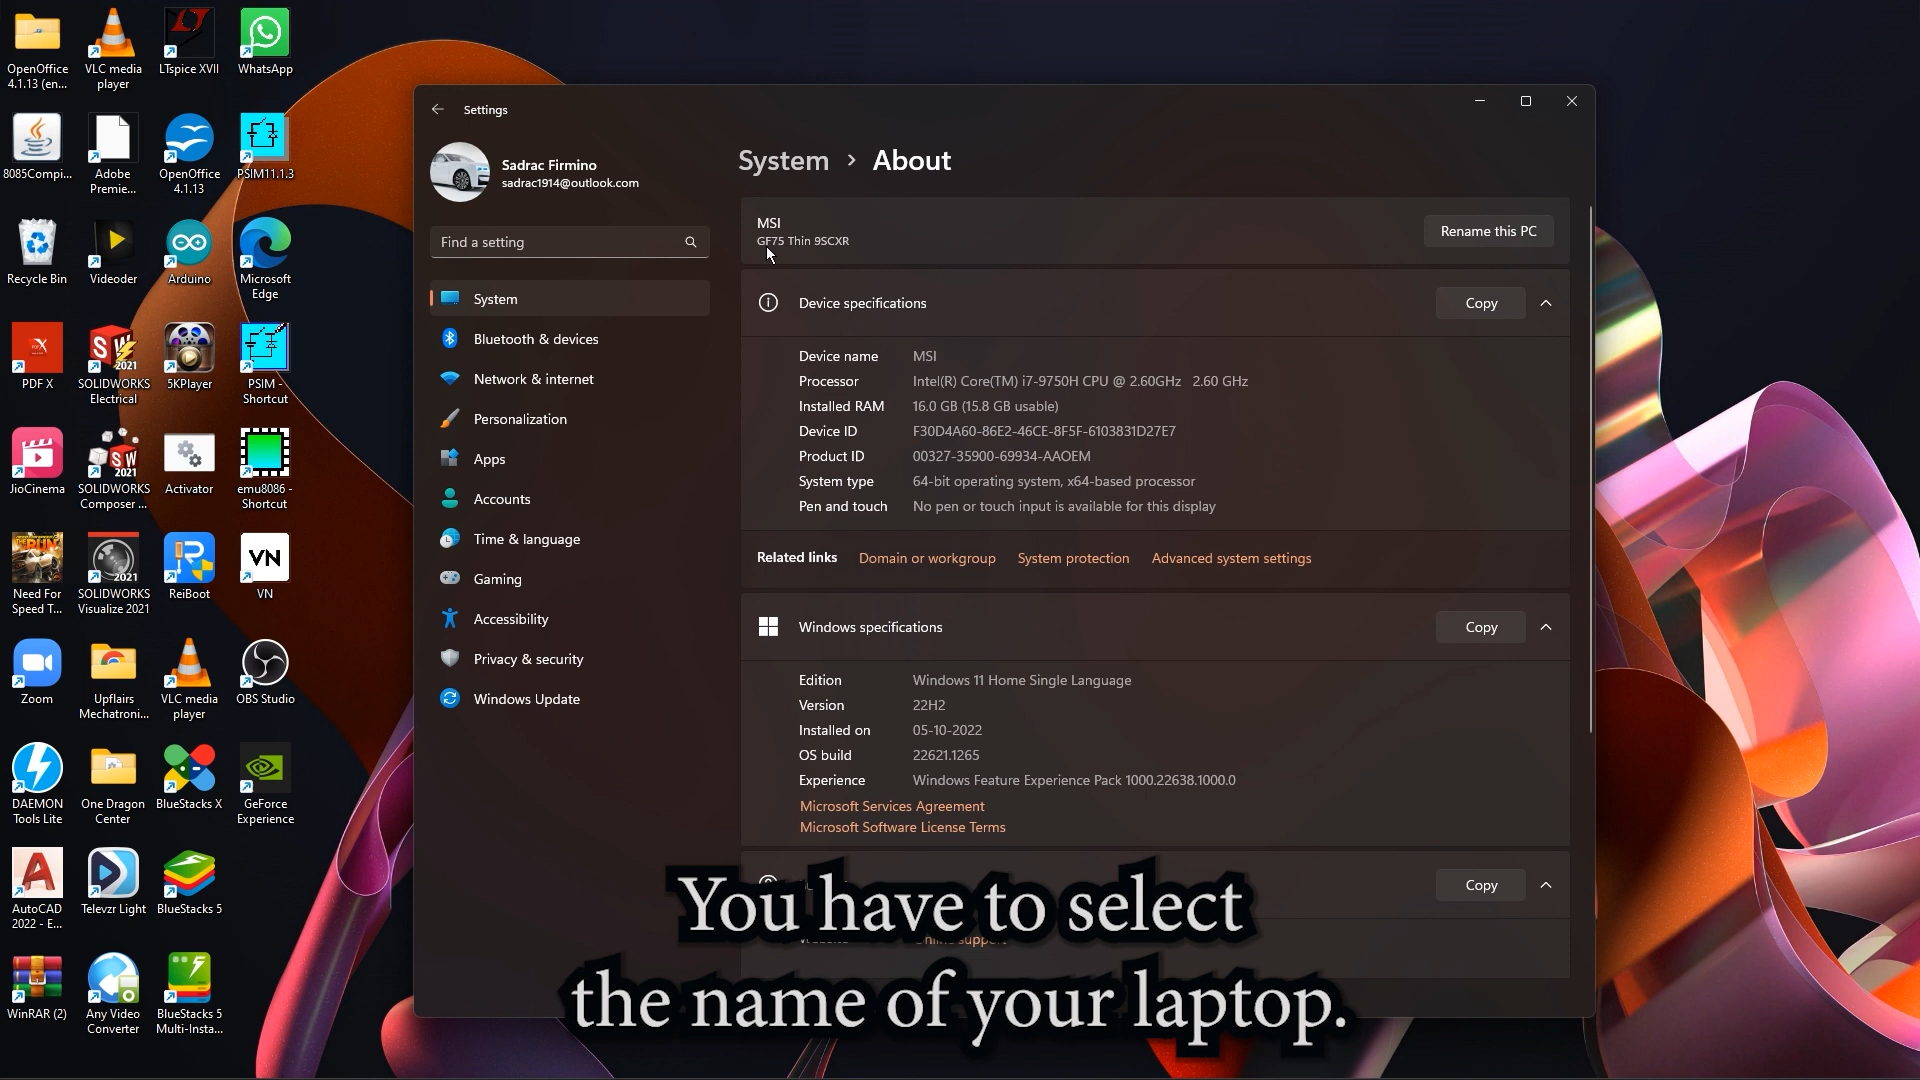 OpenOffice
4.1.13 (en...
VLC media
player
LTspice XVII
WhatsApp
8085Compi...
Adobe
Premie...
OpenOffice
4.1.13
PSIM11.1.3
Recycle Bin
Videoder
Arduino
Microsoft
Edge
PDF X
SW
2021
SOLIDWORKS
Electrical
5KPlayer
PSIM -
Shortcut
JioCinema
SW
2021
SOLIDWORKS
Composer ...
Activator
emu8086 -
Shortcut
Need For
Speed T...
2021
SOLIDWORKS
Visualize 2021
ReiBoot
VN
VN
Zoom
Upflairs
Mechatroni...
VLC media
player
OBS Studio
DAEMON
Tools Lite
One Dragon
Center
BlueStacks X
GeForce
Experience
AutoCAD
2022 - E...
Televzr Light
BlueStacks 5
WinRAR (2)
Any Video
Converter
BlueStacks 5
Multi-Insta...
Settings
Sadrac Firmino
sadrac1914@outlook.com
Find a setting
System
Bluetooth & devices
Network & internet
Personalization
Apps
Accounts
Time & language
Gaming
Accessibility
Privacy & security
Windows Update
System > About
MSI
GF75 Thin 9SCXR
Rename this PC
Device specifications
Copy
Device name MSI
Processor Intel(R) Core(TM) i7-9750H CPU @ 2.60GHz 2.60 GHz
Installed RAM 16.0 GB (15.8 GB usable)
Device ID F30D4A60-86E2-46CE-8F5F-6103831D27E7
Product ID 00327-35900-69934-AAOEM
System type 64-bit operating system, x64-based processor
Pen and touch No pen or touch input is available for this display
Related links Domain or workgroup System protection Advanced system settings
Windows specifications
Copy
Edition Windows 11 Home Single Language
Version 22H2
Installed on 05-10-2022
OS build 22621.1265
Experience Windows Feature Experience Pack 1000.22638.1000.0
Microsoft Services Agreement
Microsoft Software License Terms
Copy
Online support
You have to select
the name of your laptop.